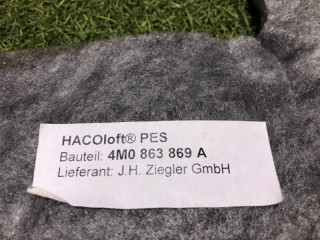 HACOloft® PES
Bauteil: 4M0 863 869 A
Lieferant: J.H. Ziegler GmbH